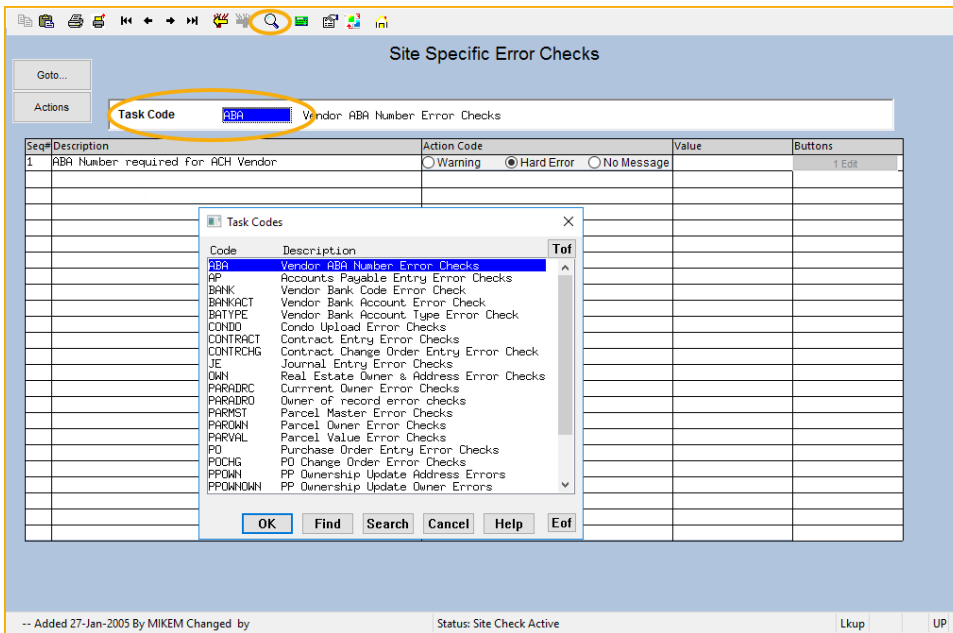 Site Specific Error Checks
Goto...
Actions
Task Code ABA Vendor ABA Number Error Checks
Seq# Description Action Code Value Buttons
1 ABA Number required for ACH Vendor Warning Hard Error No Message 1 Edit
Task Codes
Code Description Tof
ABA Vendor ABA Number Error Checks
AP Accounts Payable Entry Error Checks
BANK Vendor Bank Code Error Check
BANKACT Vendor Bank Account Error Check
BATYPE Vendor Bank Account Type Error Check
CONDO Condo Upload Error Checks
CONTRACT Contract Entry Error Checks
CONTRCHG Contract Change Order Entry Error Check
JE Journal Entry Error Checks
OWN Real Estate Owner & Address Error Checks
PARADRC Currrent Owner Error Checks
PARADRO Owner of record error checks
PARMST Parcel Master Error Checks
PAROWN Parcel Owner Error Checks
PARVAL Parcel Value Error Checks
PO Purchase Order Entry Error Checks
POCHG PO Change Order Error Checks
PPOWN PP Ownership Update Address Errors
PPOWNOWN PP Ownership Update Owner Errors
OK Find Search Cancel Help Eof
-- Added 27-Jan-2005 By MIKEM Changed by Status: Site Check Active Lkup UP